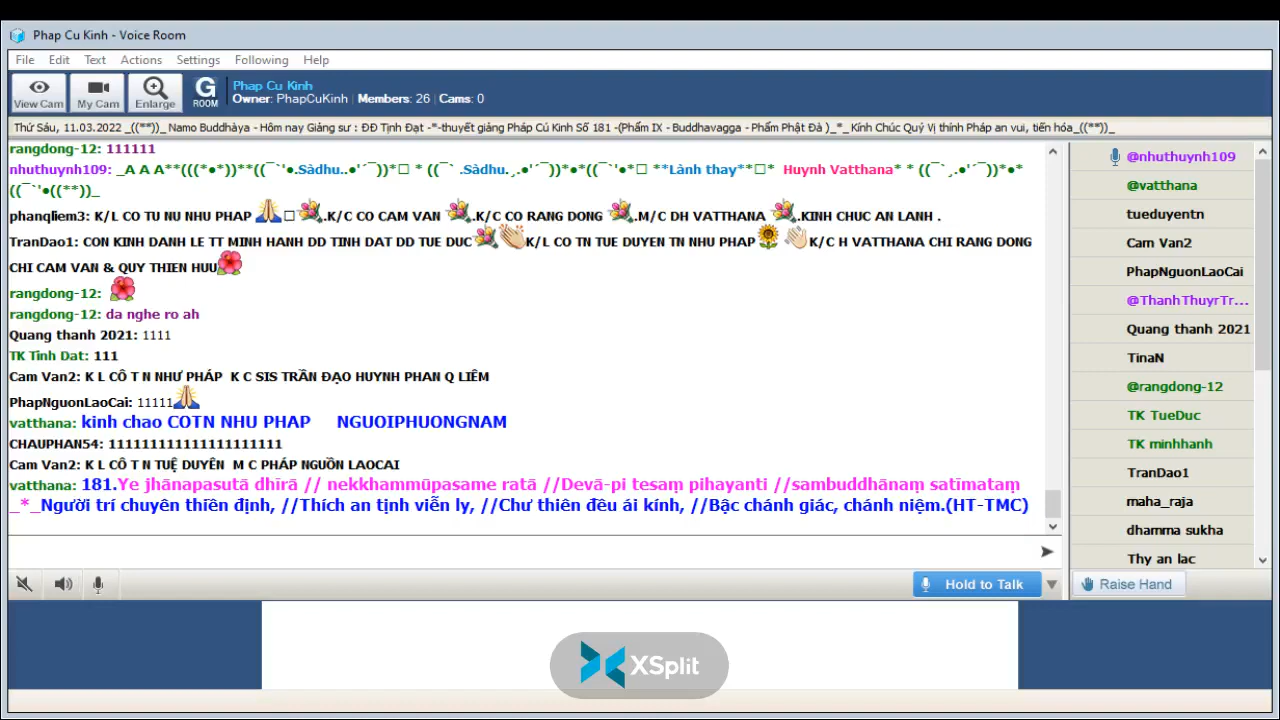 Phap Cu Kinh - Voice Room
File Edit Text Actions Settings Following Help
View Cam My Cam Enlarge G ROOM
Phap Cu Kinh
Owner: PhapCuKinh | Members: 26 | Cams: 0
Thứ Sáu, 11.03.2022 _((**))_ Namo Buddhàya - Hôm nay Giảng sư : ĐĐ Tịnh Đạt -*-thuyết giảng Pháp Cú Kinh Số 181 -(Phẩm IX - Buddhavagga - Phẩm Phật Đà )_*_ Kính Chúc Quý Vị thính Pháp an vui, tiến hóa_((**))_
rangdong-12: 111111
nhuthuynh109: _A A A**(((*●*))**((¯`'●.Sàdhu..●'´¯))*□ * ((¯` .Sàdhu.¸.●'´¯))*●*((¯`'●*□ **Lành thay**□* Huynh Vatthana* * ((¯`¸.●'´¯))*●*
((¯`'●((**))_
phanqliem3: K/L CO TU NU NHU PHAP □.K/C CO CAM VAN .K/C CO RANG DONG .M/C DH VATTHANA .KINH CHUC AN LANH .
TranDao1: CON KINH DANH LE TT MINH HANH DD TINH DAT DD TUE DUC K/L CO TN TUE DUYEN TN NHU PHAP K/C H VATTHANA CHI RANG DONG
CHI CAM VAN & QUY THIEN HUU
rangdong-12:
rangdong-12: da nghe ro ah
Quang thanh 2021: 1111
TK Tinh Dat: 111
Cam Van2: K L CÔ T N NHƯ PHÁP K C SIS TRẦN ĐẠO HUYNH PHAN Q LIÊM
PhapNguonLaoCai: 11111
vatthana: kinh chao COTN NHU PHAP NGUOIPHUONGNAM
CHAUPHAN54: 111111111111111111111
Cam Van2: K L CÔ T N TUỆ DUYÊN M C PHÁP NGUỒN LAOCAI
vatthana: 181.Ye jhānapasutā dhīrā // nekkhammūpasame ratā //Devā-pi tesaṃ pihayanti //sambuddhānaṃ satīmataṃ
_*_Người trí chuyên thiền định, //Thích an tịnh viễn ly, //Chư thiên đều ái kính, //Bậc chánh giác, chánh niệm.(HT-TMC)
Hold to Talk
@nhuthuynh109
@vatthana
tueduyentn
Cam Van2
PhapNguonLaoCai
@ThanhThuyrTr...
Quang thanh 2021
TinaN
@rangdong-12
TK TueDuc
TK minhhanh
TranDao1
maha_raja
dhamma sukha
Thy an lac
Raise Hand
XSplit